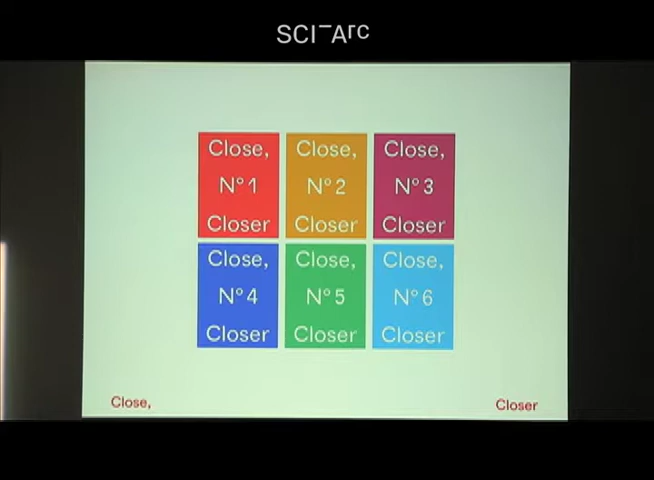 SCI-Arc
Close,
N° 1
Closer
Close,
N° 2
Closer
Close,
N° 3
Closer
Close,
N° 4
Closer
Close,
N° 5
Closer
Close,
N° 6
Closer
Close,
Closer